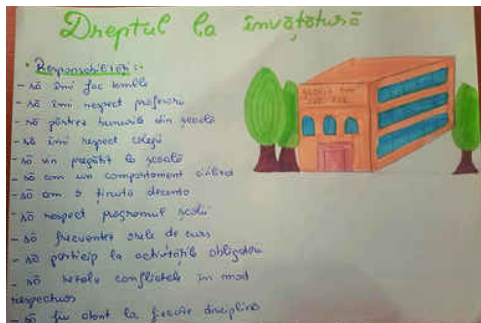 Dreptul la învățătură
• Responsabilități:
- să îmi fac temele
- să îmi respect profesorii
- să păstrez bunurile din școală
- să îmi respect colegii
- să vin pregătit la școală
- să am un comportament civilizat
- să am o ținută decentă
- să respect programul școlii
- să frecventez orele de curs
- să particip la activitățile obligatorii
- să rezolv conflictele în mod
respectuos
- să fiu atent la fiecare disciplină